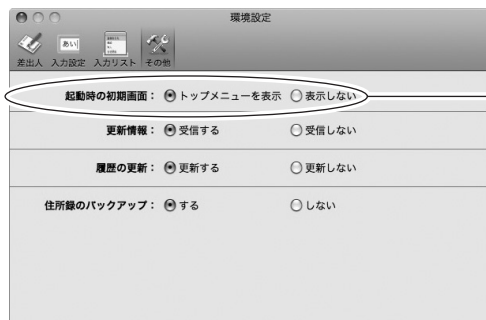 環境設定
差出人 入力設定 入力リスト その他
起動時の初期画面： トップメニューを表示 表示しない
更新情報： 受信する 受信しない
履歴の更新： 更新する 更新しない
住所録のバックアップ： する しない